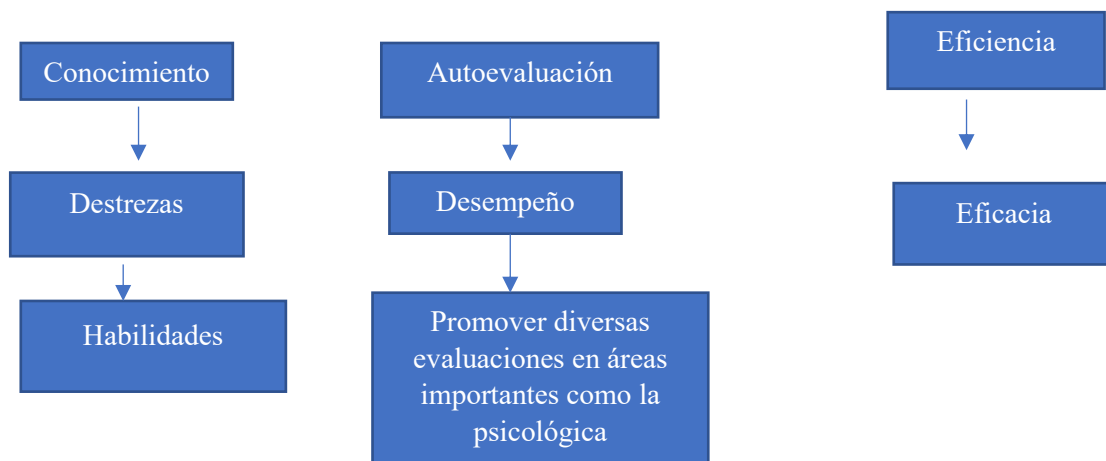 Conocimiento
Destrezas
Habilidades
Autoevaluación
Desempeño
Promover diversas
evaluaciones en áreas
importantes como la
psicológica
Eficiencia
Eficacia